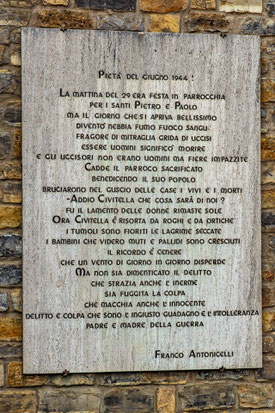 Pietà del giugno 1944!
La mattina del 29 era festa in parrocchia
per i santi Pietro e Paolo
ma il giorno che si apriva bellissimo
diventò nebbia fumo fuoco sangu
fragore di mitraglia grida di uccisi
essere uomini significò morire
e gli uccisori non erano uomini ma fiere impazzite
Cadde il parroco sacrificato
benedicendo il suo popolo
bruciarono nel guscio delle case i vivi e i morti
-Addio Civitella che cosa sarà di noi?
fu il lamento delle donne rimaste sole
Ora Civitella è risorta da roghi e da ortiche
i tumoli sono fioriti le lagrime seccate
i bambini che videro muti e pallidi sono cresciuti
il ricordo è cenere
che un vento di giorno in giorno disperde
Ma non sia dimenticato il delitto
che strazia anche l'inerme
sia fuggita la colpa
che macchia anche l'innocente
delitto e colpa che sono l'ingiusto guadagno e l'intolleranza
padre e madre della guerra
Franco Antonicelli